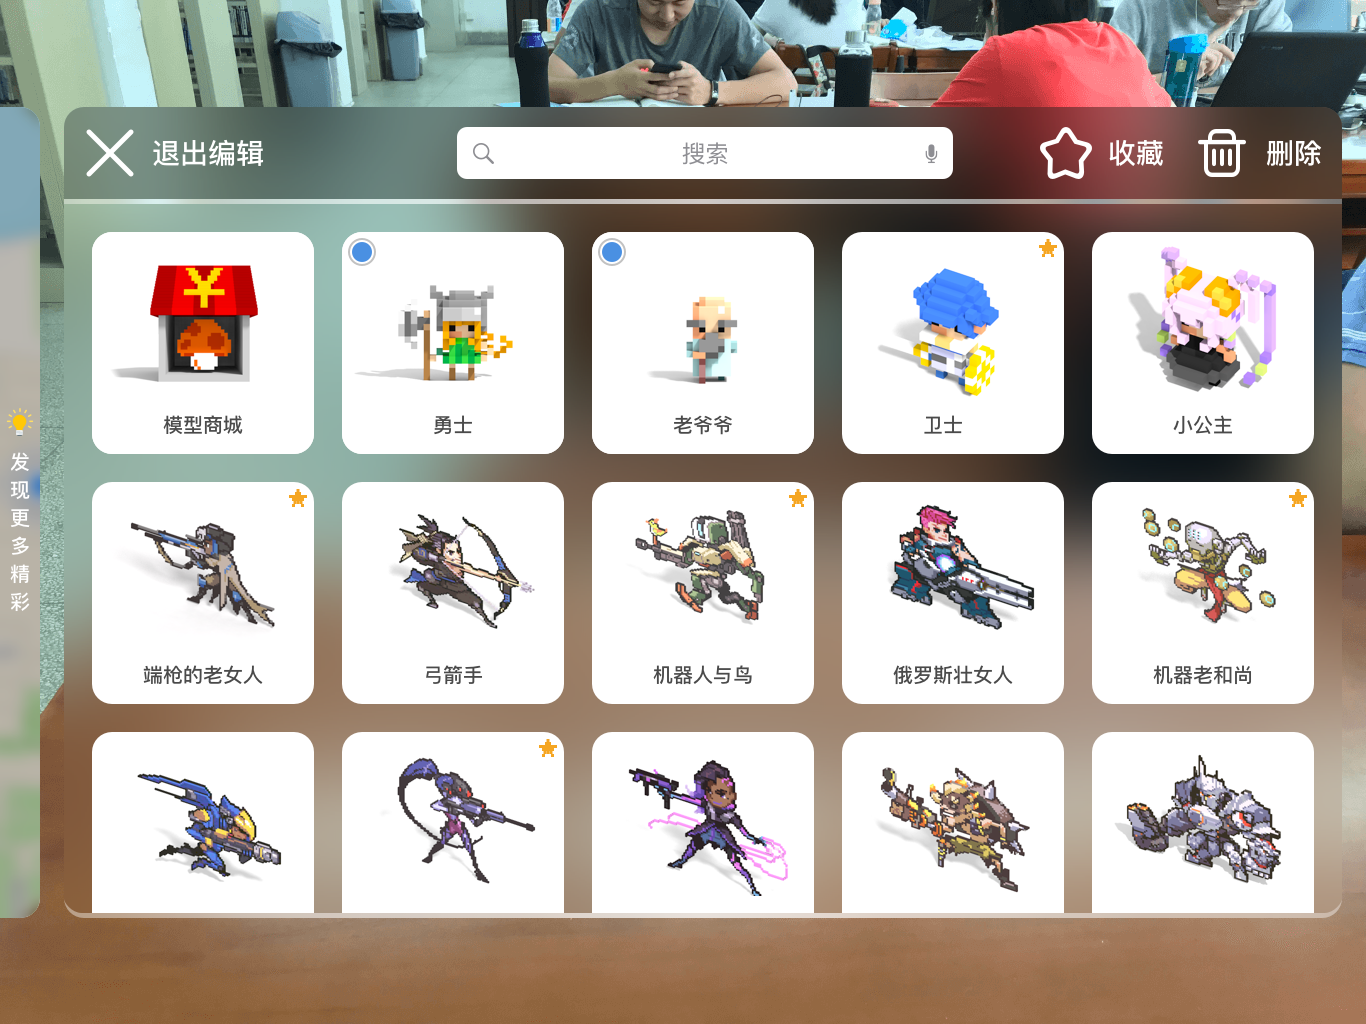 退出编辑
搜索
收藏
删除
¥
模型商城
勇士
老爷爷
卫士
小公主
发现更多精彩
端枪的老女人
弓箭手
机器人与鸟
俄罗斯壮女人
机器老和尚